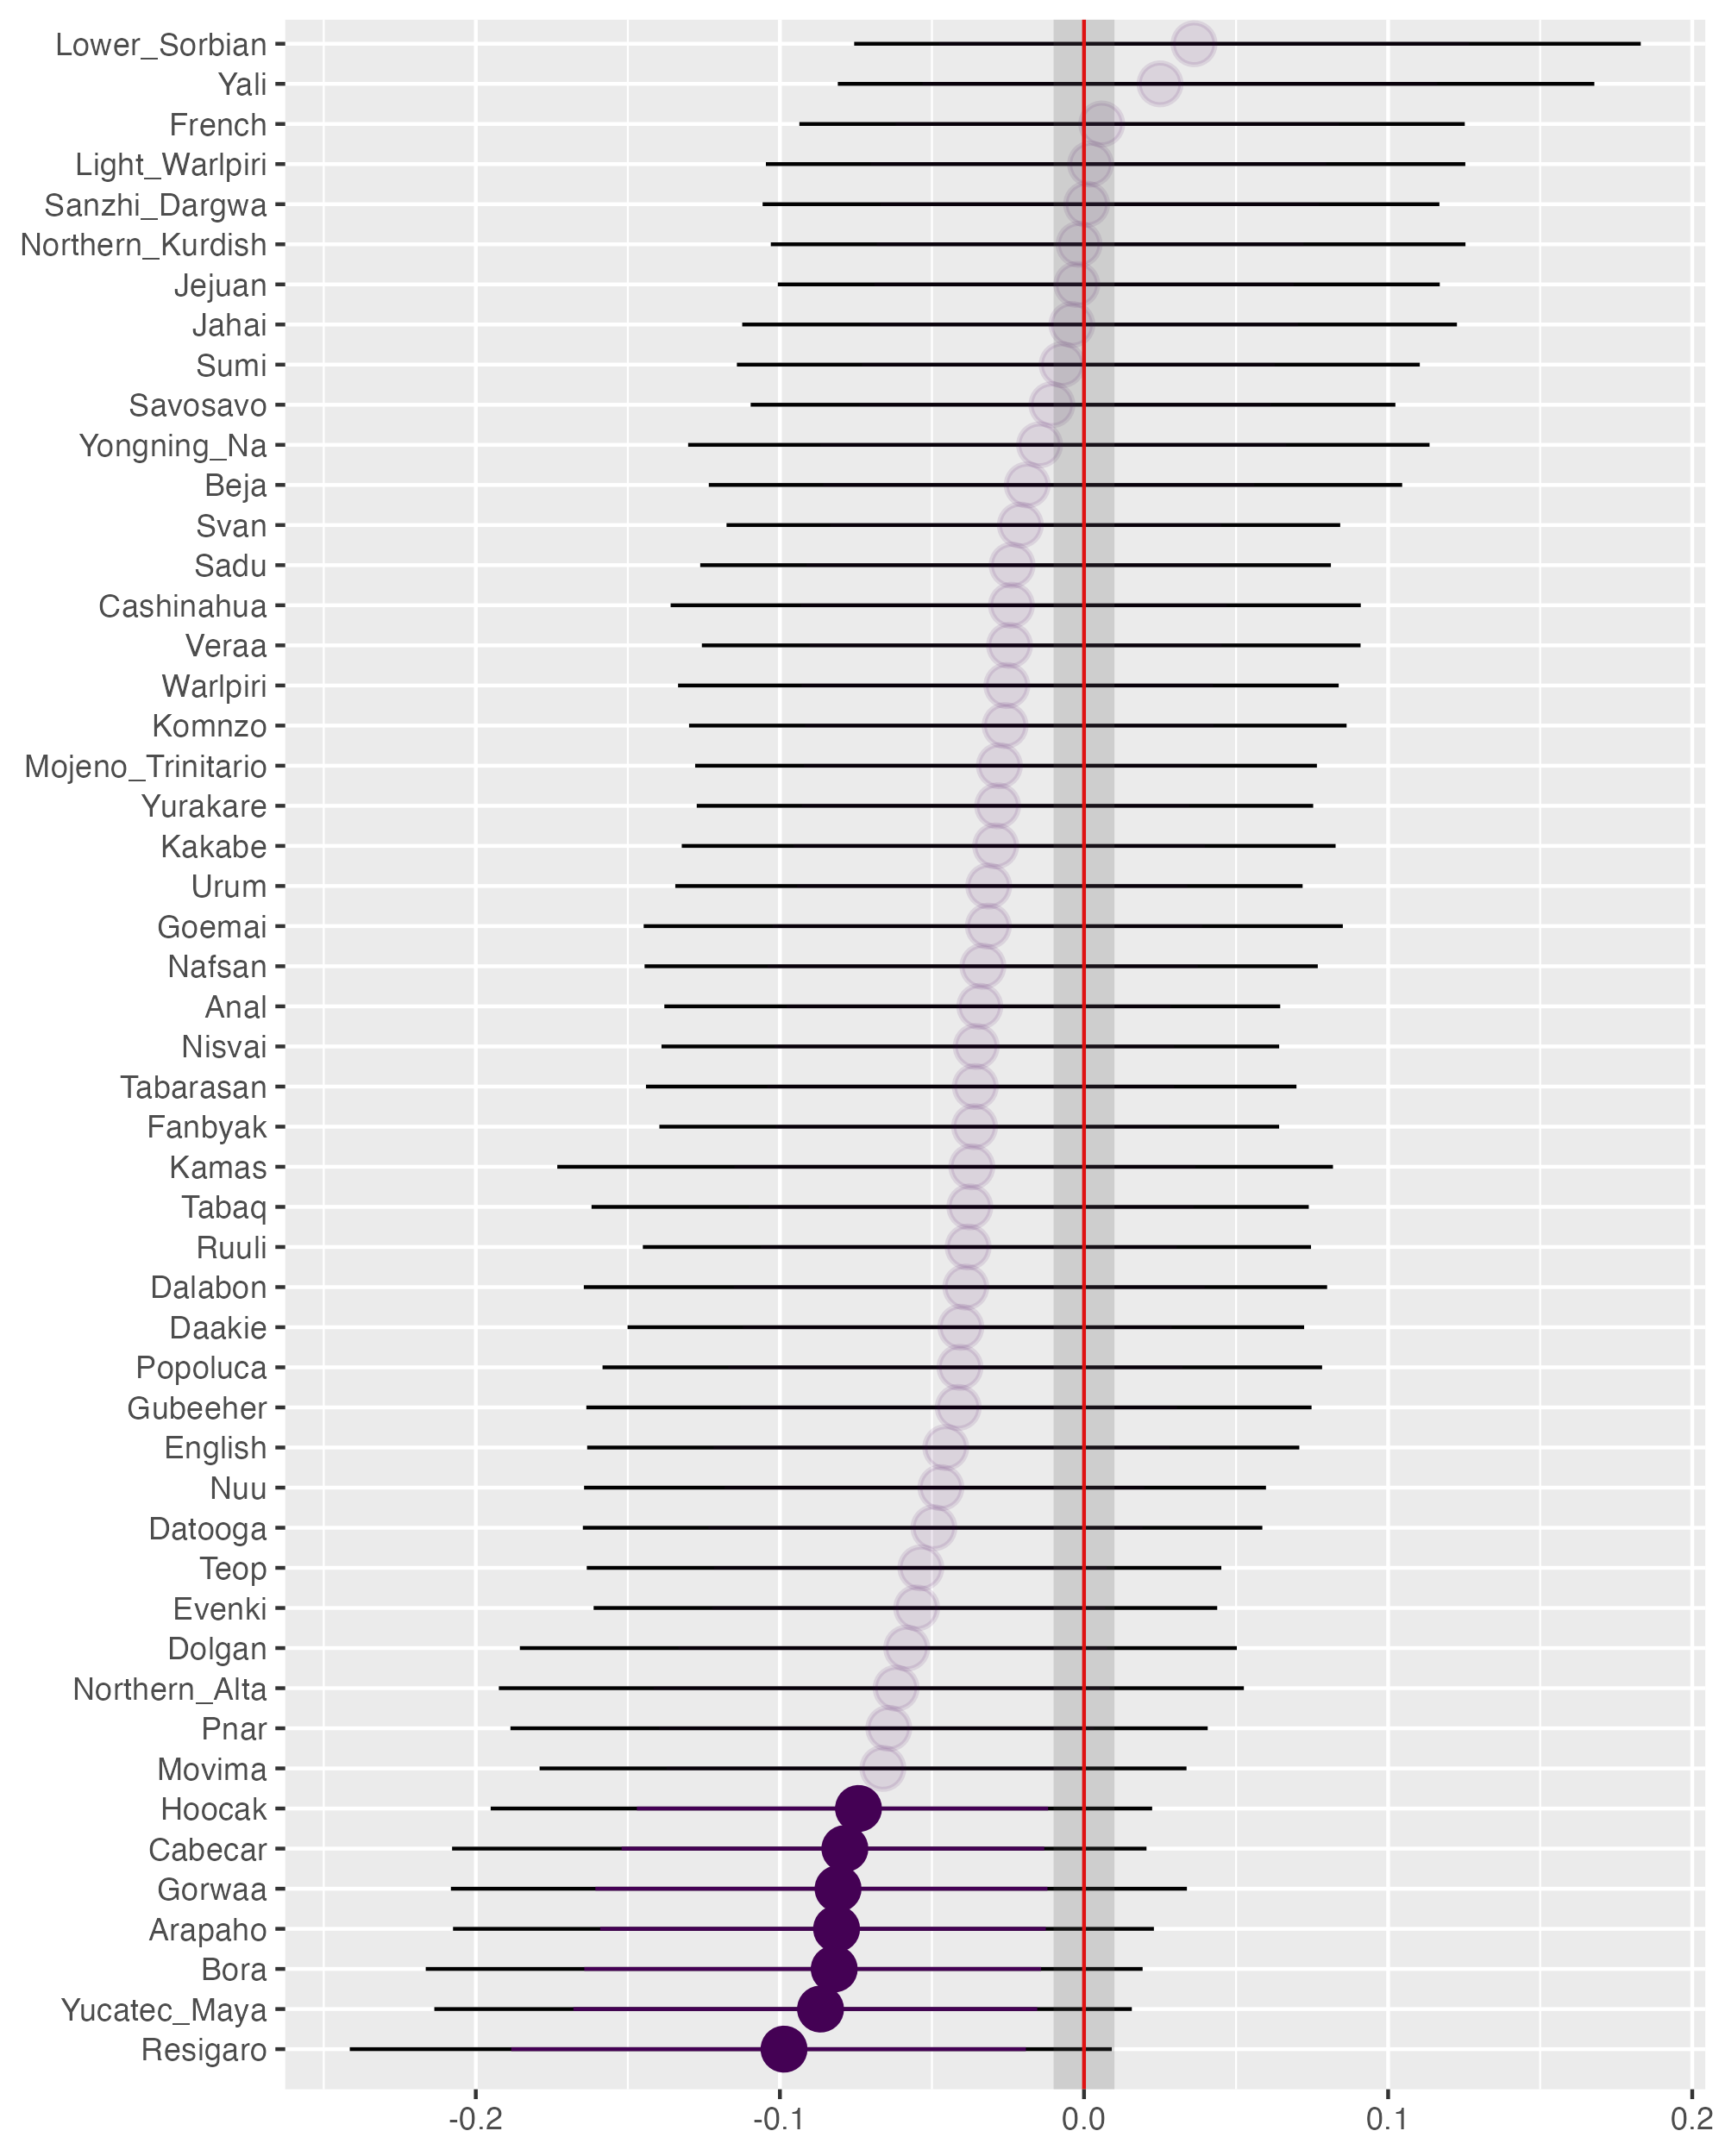 Lower_Sorbian
Yali
French
Light_Warlpiri
Sanzhi_Dargwa
Northern_Kurdish
Jejuan
Jahai
Sumi
Savosavo
Yongning_Na
Beja
Svan
Sadu
Cashinahua
Veraa
Warlpiri
Komnzo
Mojeno_Trinitario
Yurakare
Kakabe
Urum
Goemai
Nafsan
Anal
Nisvai
Tabarasan
Fanbyak
Kamas
Tabaq
Ruuli
Dalabon
Daakie
Popoluca
Gubeeher
English
Nuu
Datooga
Teop
Evenki
Dolgan
Northern_Alta
Pnar
Movima
Hoocak
Cabecar
Gorwaa
Arapaho
Bora
Yucatec_Maya
Resigaro
-0.2 -0.1 0.0 0.1 0.2